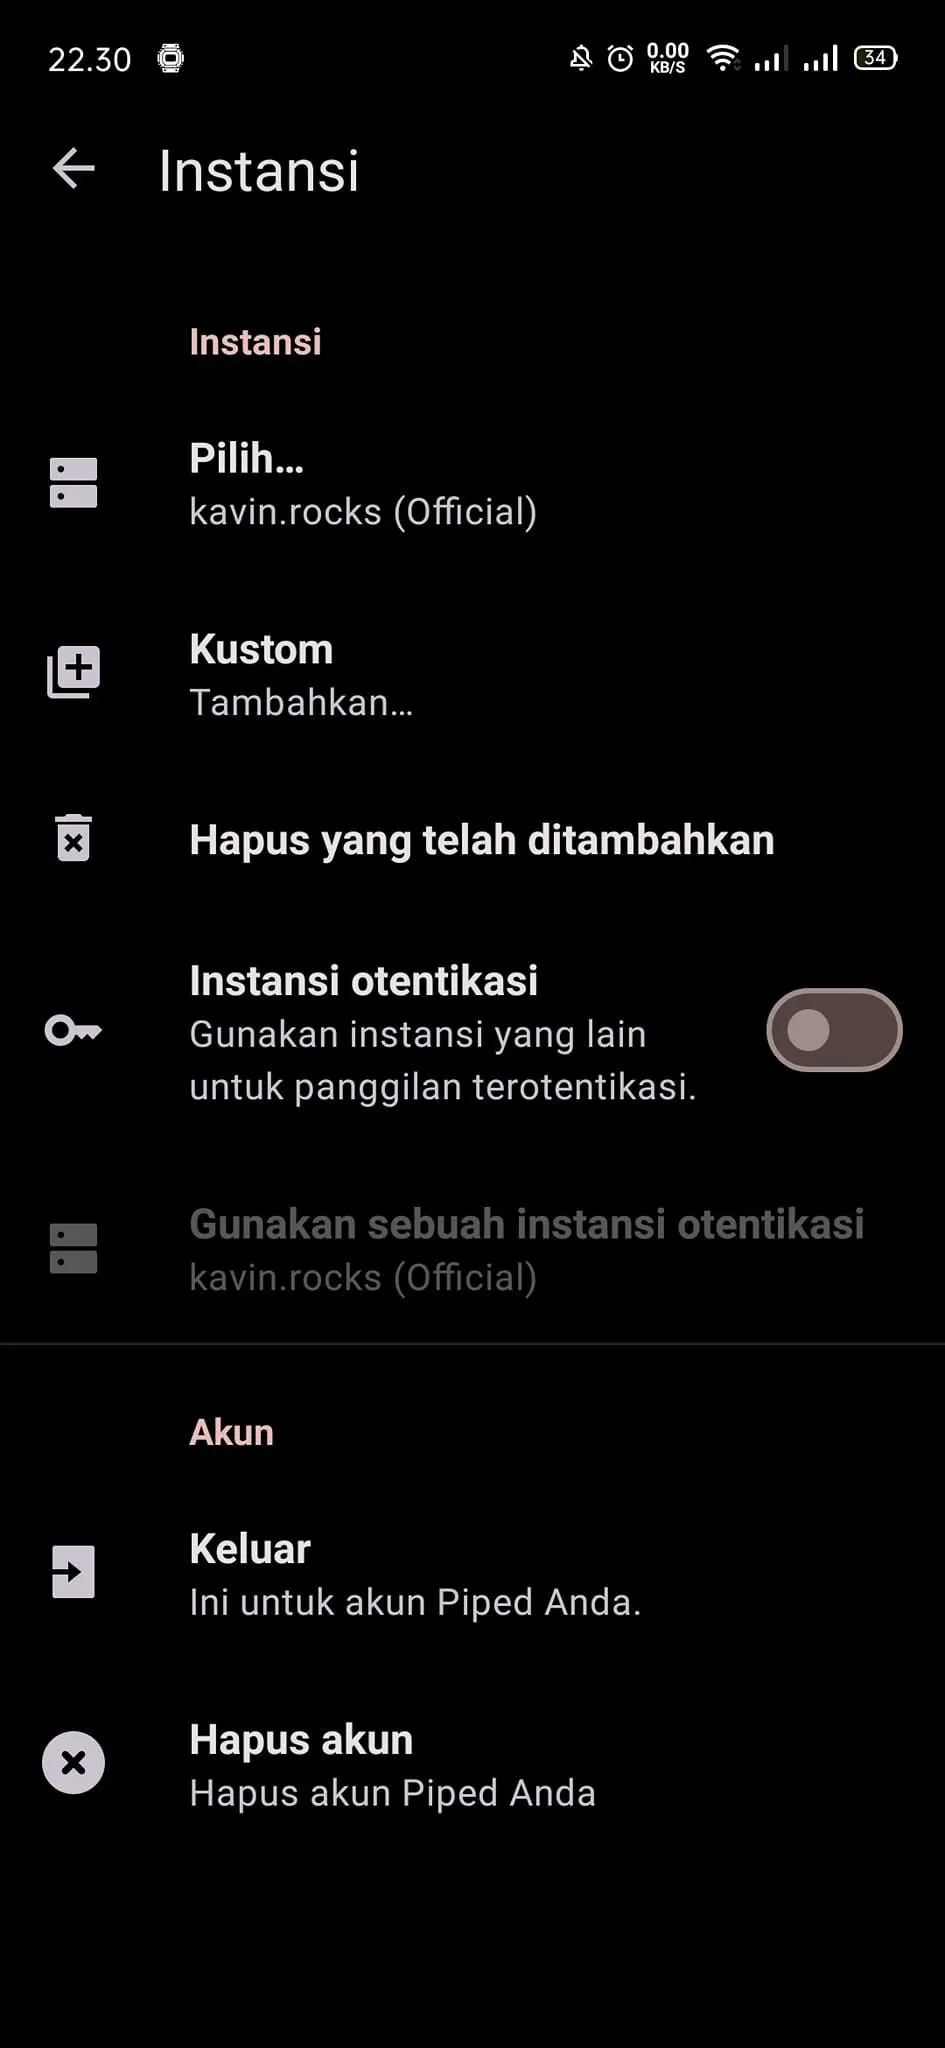 22.30
0.00
KB/S
34
Instansi
Instansi
Pilih...
kavin.rocks (Official)
Kustom
Tambahkan...
Hapus yang telah ditambahkan
Instansi otentikasi
Gunakan instansi yang lain
untuk panggilan terotentikasi.
Gunakan sebuah instansi otentikasi
kavin.rocks (Official)
Akun
Keluar
Ini untuk akun Piped Anda.
Hapus akun
Hapus akun Piped Anda